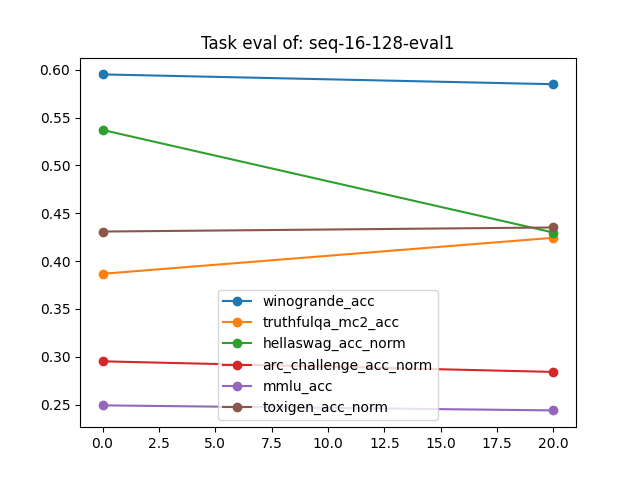 Task eval of: seq-16-128-eval1
0.60
0.55
0.50
0.45
0.40
0.35
0.30
0.25
winogrande_acc
truthfulqa_mc2_acc
hellaswag_acc_norm
arc_challenge_acc_norm
mmlu_acc
toxigen_acc_norm
0.0 2.5 5.0 7.5 10.0 12.5 15.0 17.5 20.0